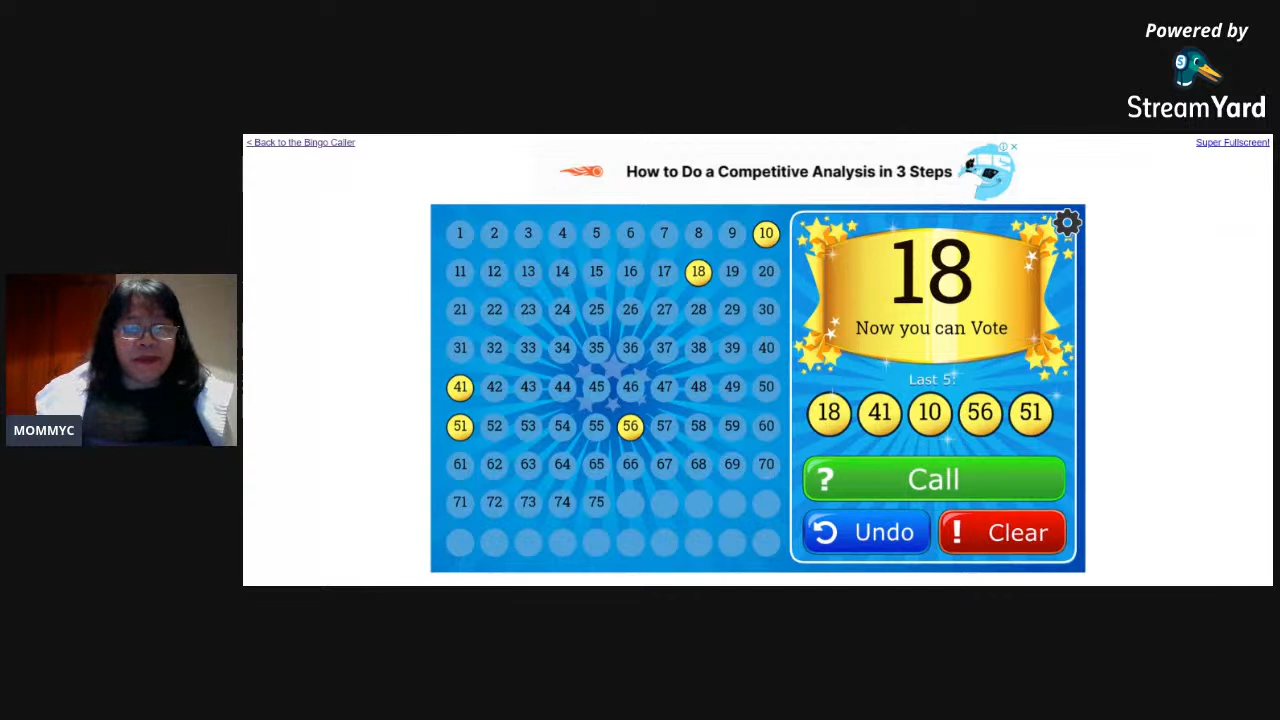 Powered by
StreamYard
< Back to the Bingo Caller
Super Fullscreen!
How to Do a Competitive Analysis in 3 Steps
1 2 3 4 5 6 7 8 9 10
11 12 13 14 15 16 17 18 19 20
21 22 23 24 25 26 27 28 29 30
31 32 33 34 35 36 37 38 39 40
41 42 43 44 45 46 47 48 49 50
51 52 53 54 55 56 57 58 59 60
61 62 63 64 65 66 67 68 69 70
71 72 73 74 75
18
Now you can Vote
Last 5:
18 41 10 56 51
? Call
Undo
! Clear
MOMMYC